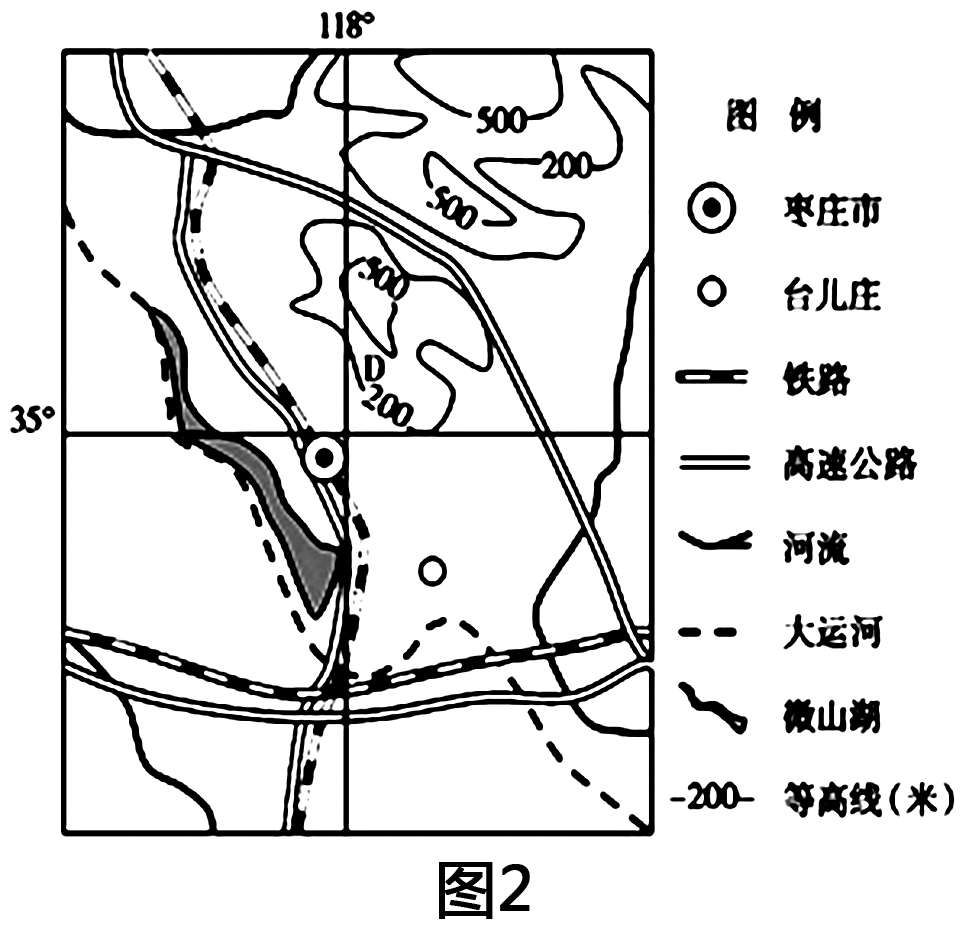 118°
500
200
500
500
D
200
35°
图 例
枣庄市
台儿庄
铁路
高速公路
河流
大运河
微山湖
-200- 等高线(米)
图2